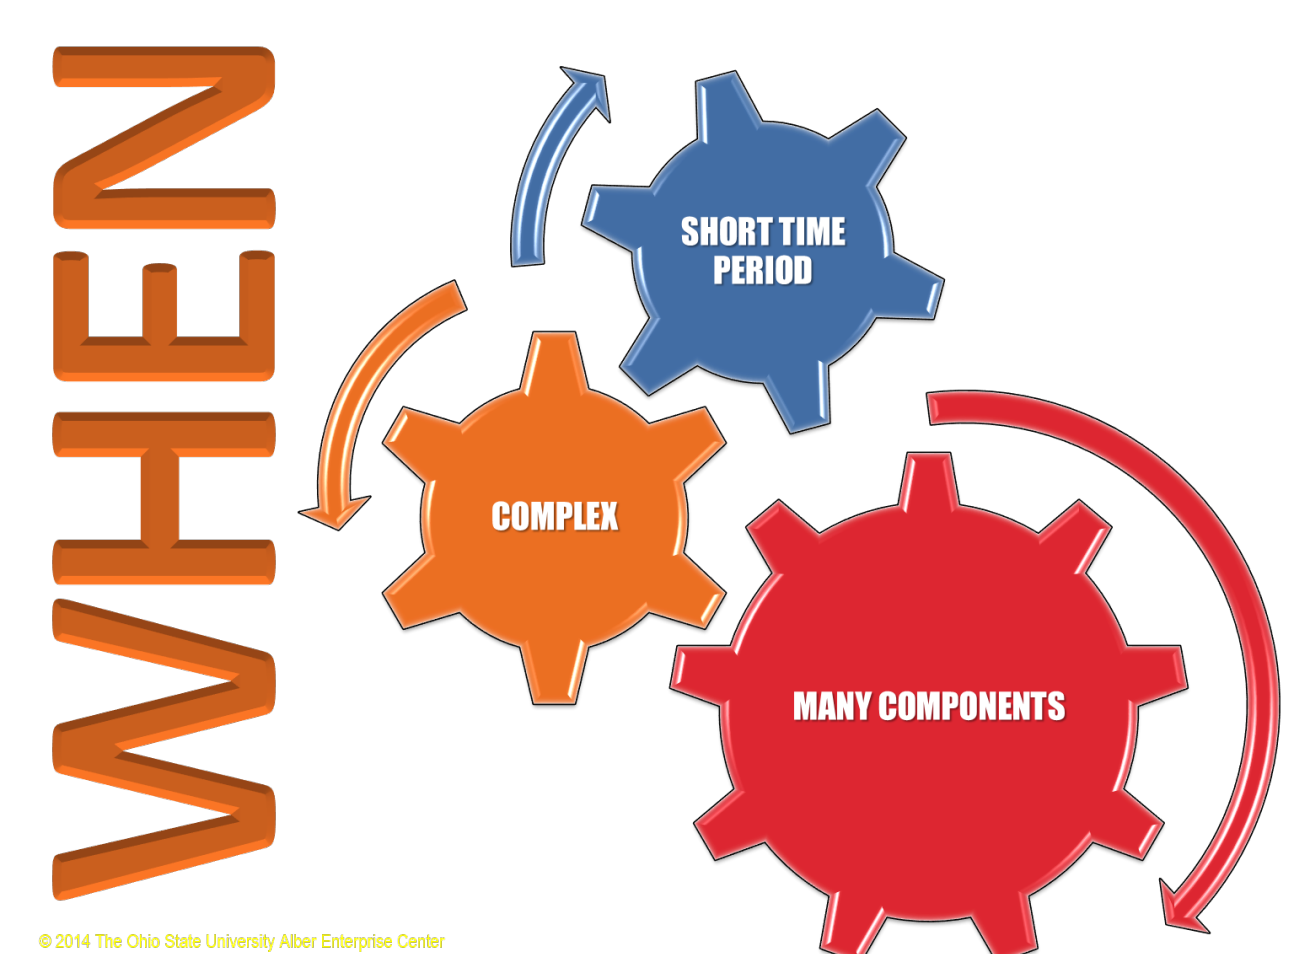 WHEN
SHORT TIME
PERIOD
COMPLEX
MANY COMPONENTS
© 2014 The Ohio State University Alber Enterprise Center